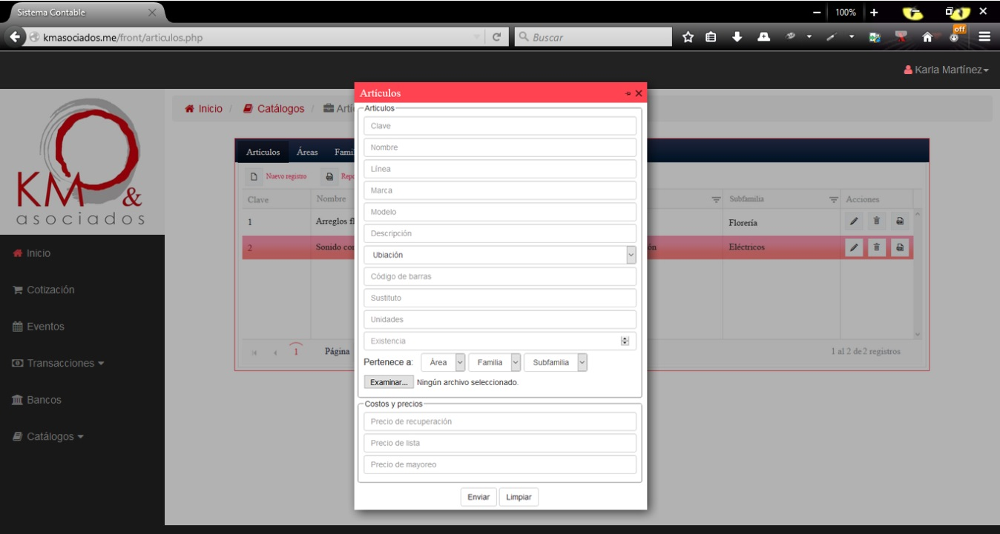 Sistema Contable
100%
kmasociados.me/front/articulos.php
Buscar
off
Karla Martínez
KMO &
asociados
Inicio / Catálogos / Artí
Inicio
Cotización
Eventos
Transacciones
Bancos
Catálogos
Artículos Áreas Fami
Nuevo registro Repo
Clave Nombre Subfamilia Acciones
1 Arreglos fl Florería
2 Sonido con ón Eléctricos
1 Página 1 al 2 de 2 registros
Artículos
Articulos
Clave
Nombre
Línea
Marca
Modelo
Descripción
Ubiación
Código de barras
Sustituto
Unidades
Existencia
Pertenece a: Área Familia Subfamilia
Examinar... Ningún archivo seleccionado.
Costos y precios
Precio de recuperación
Precio de lista
Precio de mayoreo
Enviar Limpiar